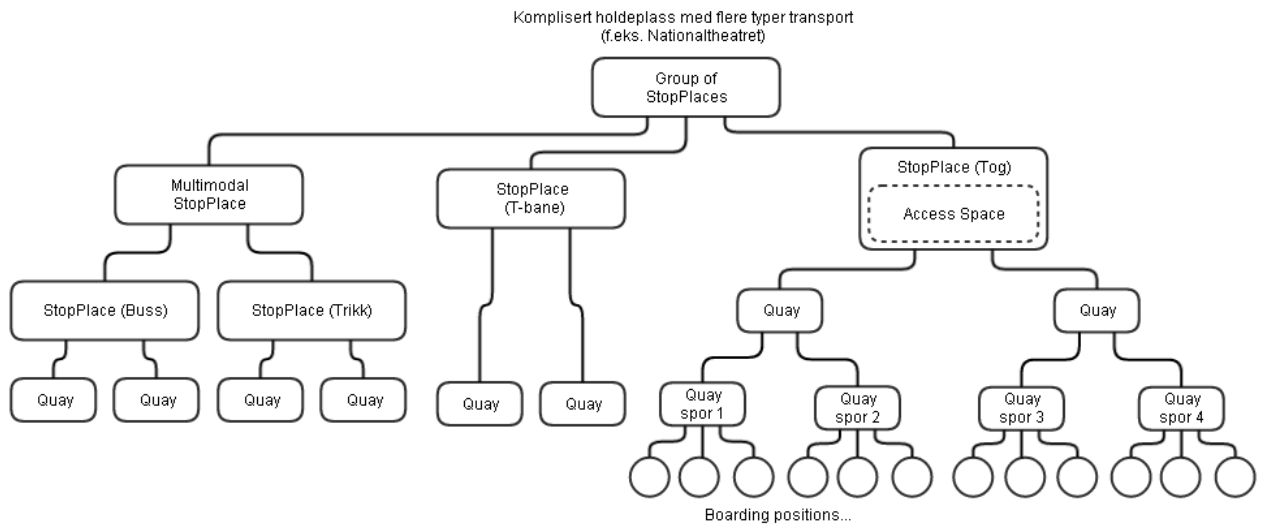 Komplisert holdeplass med flere typer transport
(f.eks. Nationaltheatret)
Group of
StopPlaces
Multimodal
StopPlace
StopPlace
(T-bane)
StopPlace (Tog)
Access Space
StopPlace (Buss)
StopPlace (Trikk)
Quay
Quay
Quay
Quay
Quay
Quay
Quay
Quay
Quay
spor 1
Quay
spor 2
Quay
spor 3
Quay
spor 4
Boarding positions...